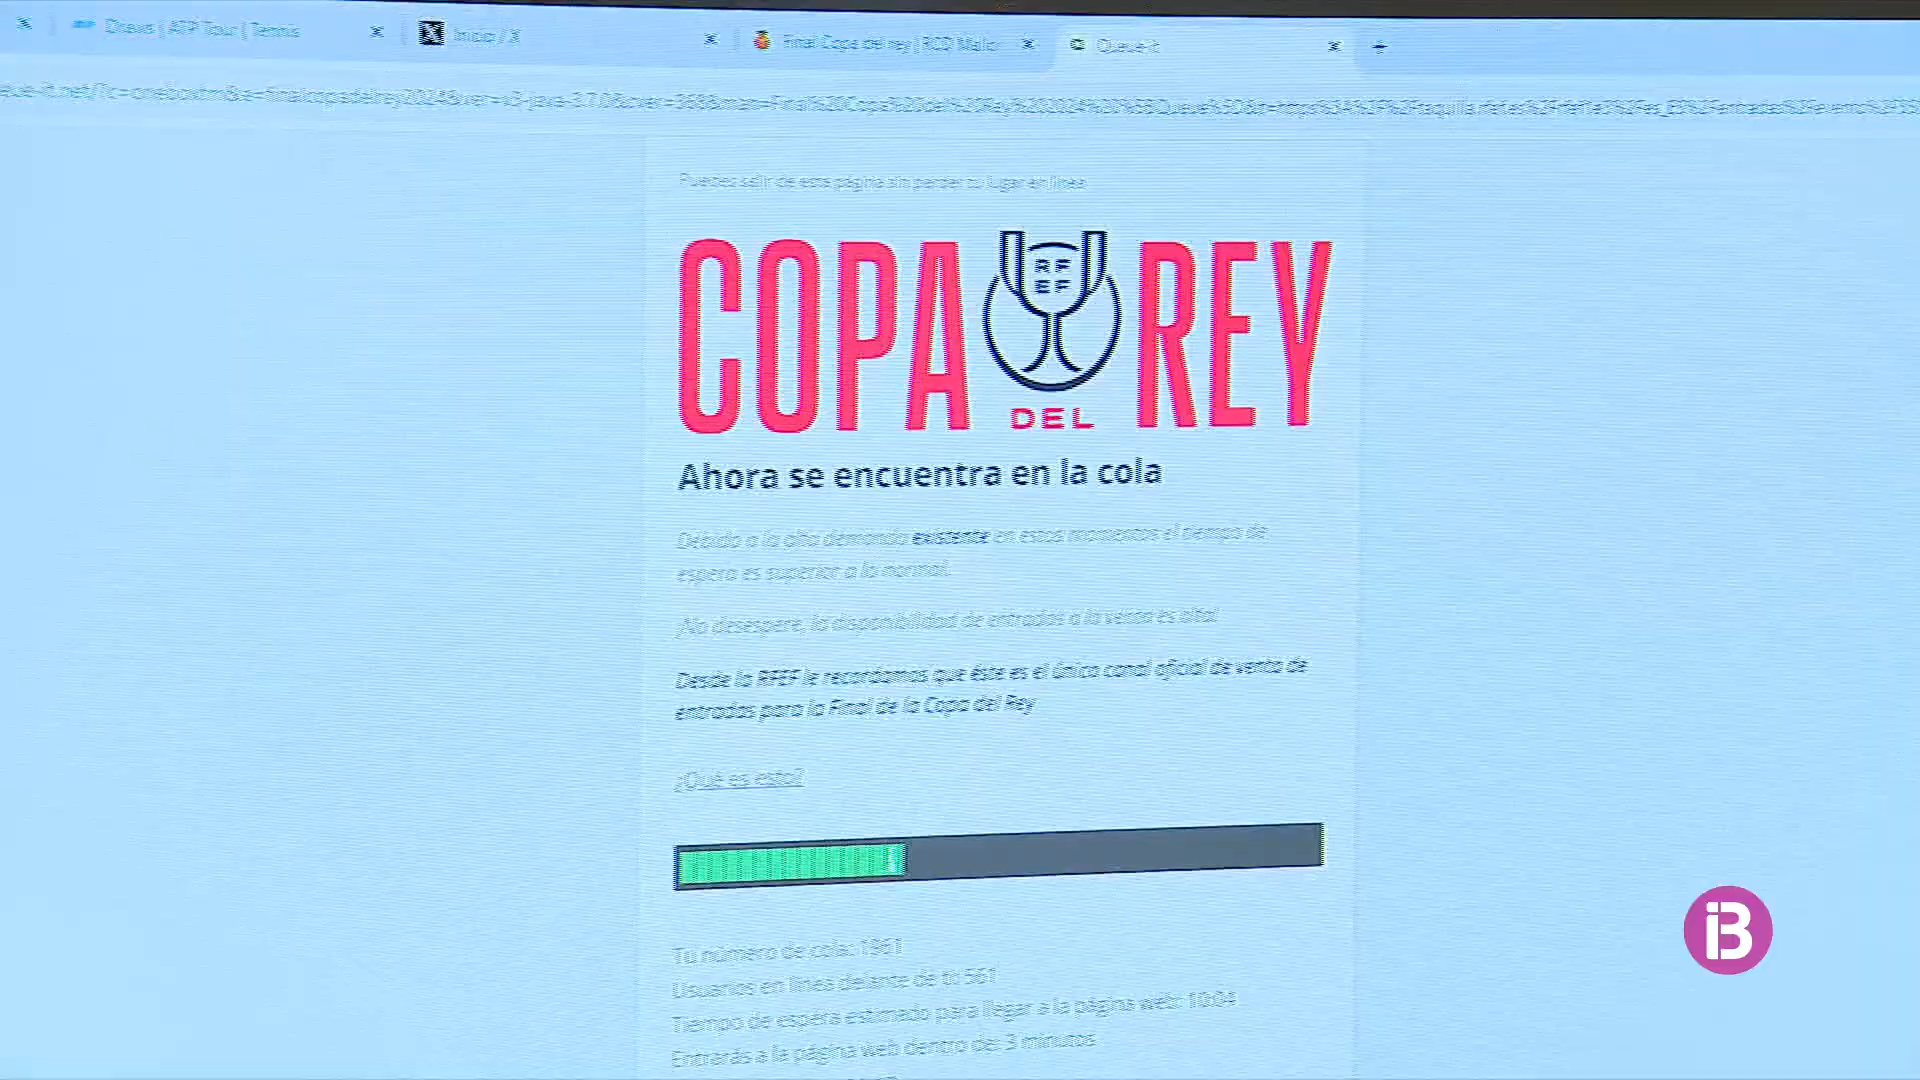 Draws | ATP Tour | Tennis
Inicio / X
Final Copa del rey | RCD Mallor
Queue-it
Puedes salir de esta página sin perder tu lugar en línea
COPA DEL REY
RF
EF
Ahora se encuentra en la cola
Debido a la alta demanda existente en estos momentos el tiempo de
espera es superior a lo normal.
¡No desespere, la disponibilidad de entradas a la venta es alta!
Desde la RFEF le recordamos que éste es el único canal oficial de venta de
entradas para la Final de la Copa del Rey
¿Qué es esto?
Tu número de cola: 1961
Usuarios en línea delante de ti: 561
Tiempo de espera estimado para llegar a la página web: 10:04
Entrarás a la página web dentro de: 3 minutos
IB